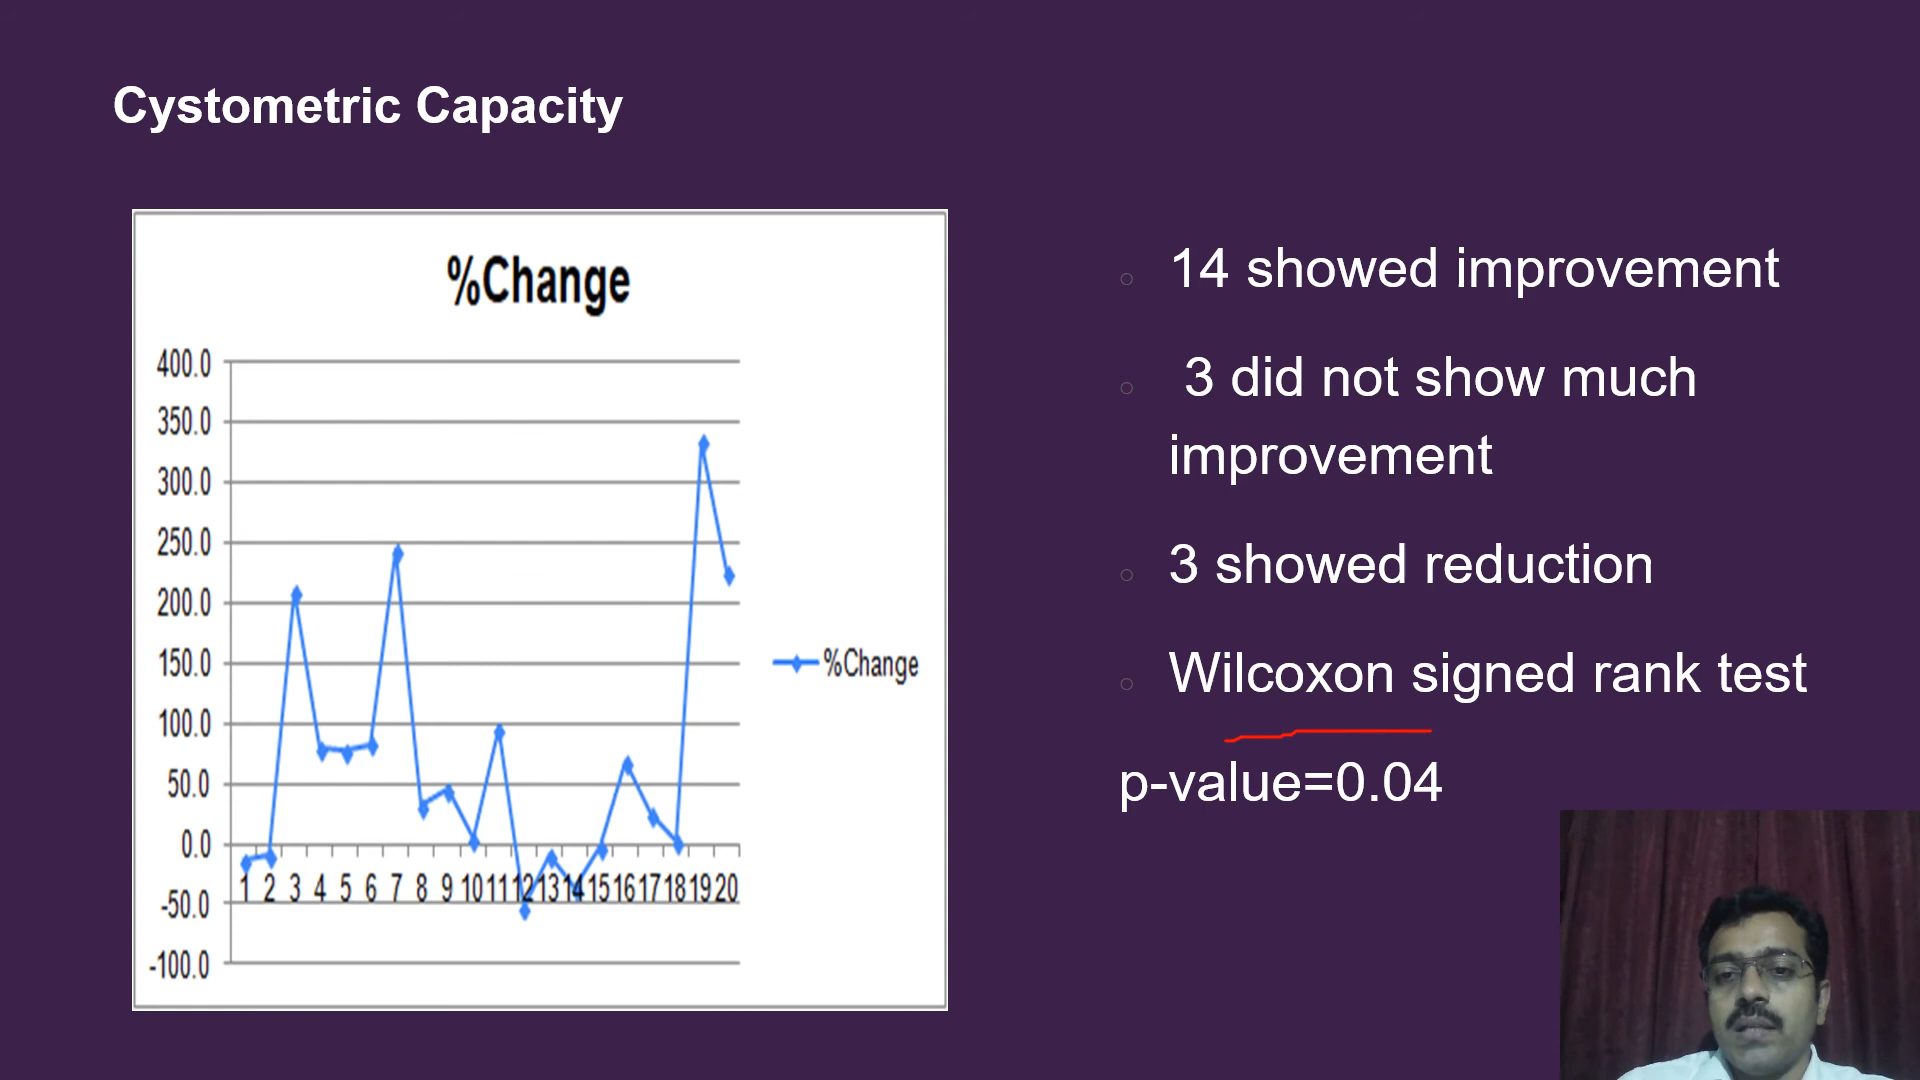 Cystometric Capacity
%Change
400.0
350.0
300.0
250.0
200.0
150.0
100.0
50.0
0.0
-50.0
-100.0
1 2 3 4 5 6 7 8 9 10 11 12 13 14 15 16 17 18 19 20
%Change
14 showed improvement
3 did not show much
improvement
3 showed reduction
Wilcoxon signed rank test
p-value=0.04